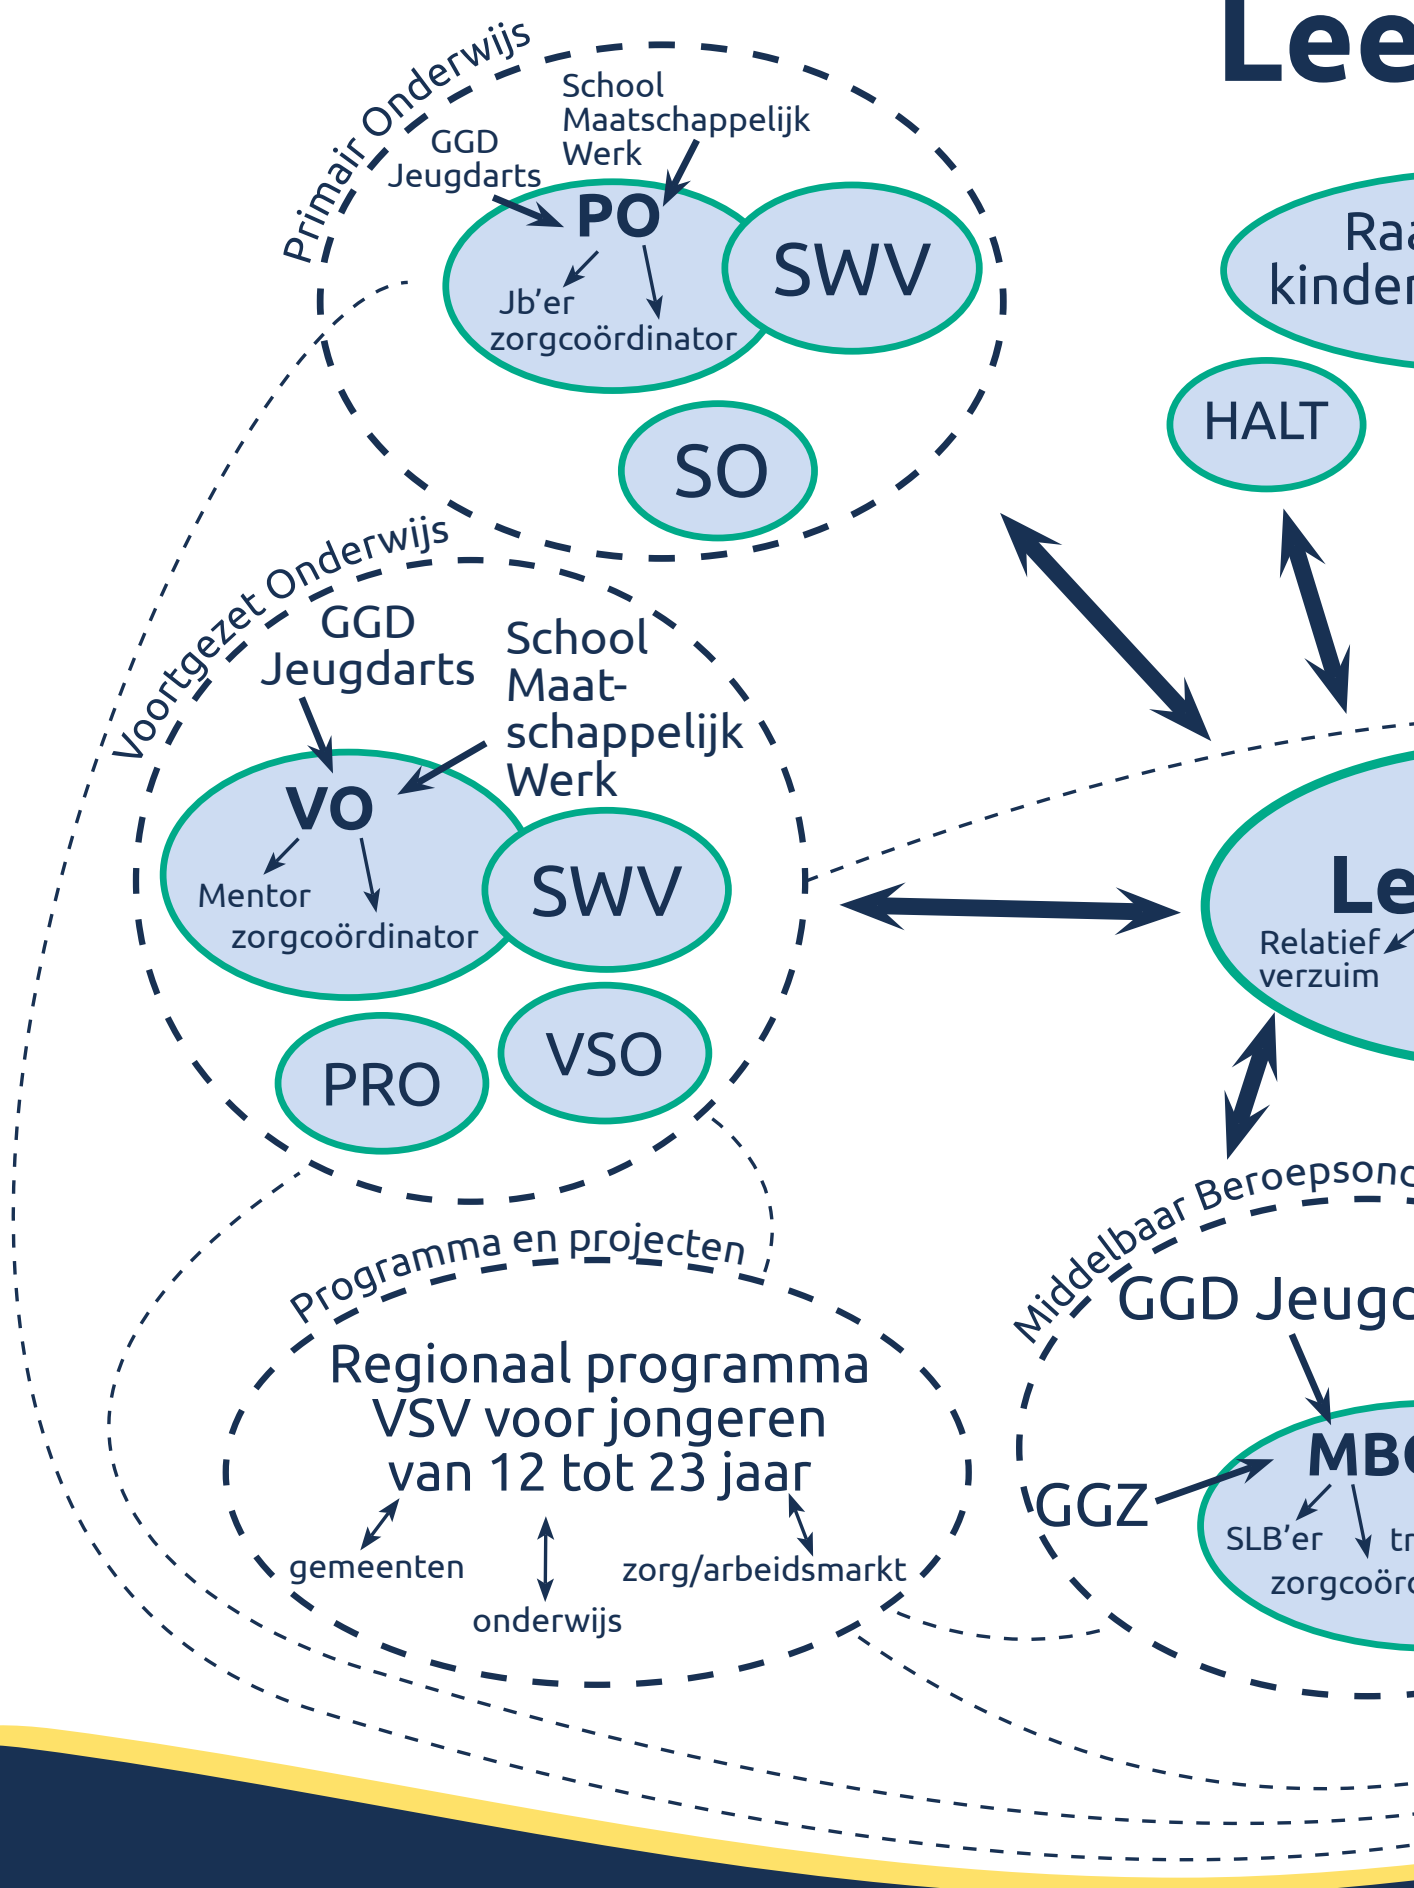 Lee
Primair Onderwijs
School
Maatschappelijk
Werk
GGD
Jeugdarts
PO
Jb’er
zorgcoördinator
SWV
SO
Raa
kinder
HALT
Voortgezet Onderwijs
GGD
Jeugdarts
School
Maat-
schappelijk
Werk
VO
Mentor
zorgcoördinator
SWV
PRO
VSO
Le
Relatief
verzuim
Programma en projecten
Regionaal programma
VSV voor jongeren
van 12 tot 23 jaar
gemeenten
onderwijs
zorg/arbeidsmarkt
Middelbaar Beroepsond
GGD Jeugd
GGZ
MBO
SLB’er
tr
zorgcoörd